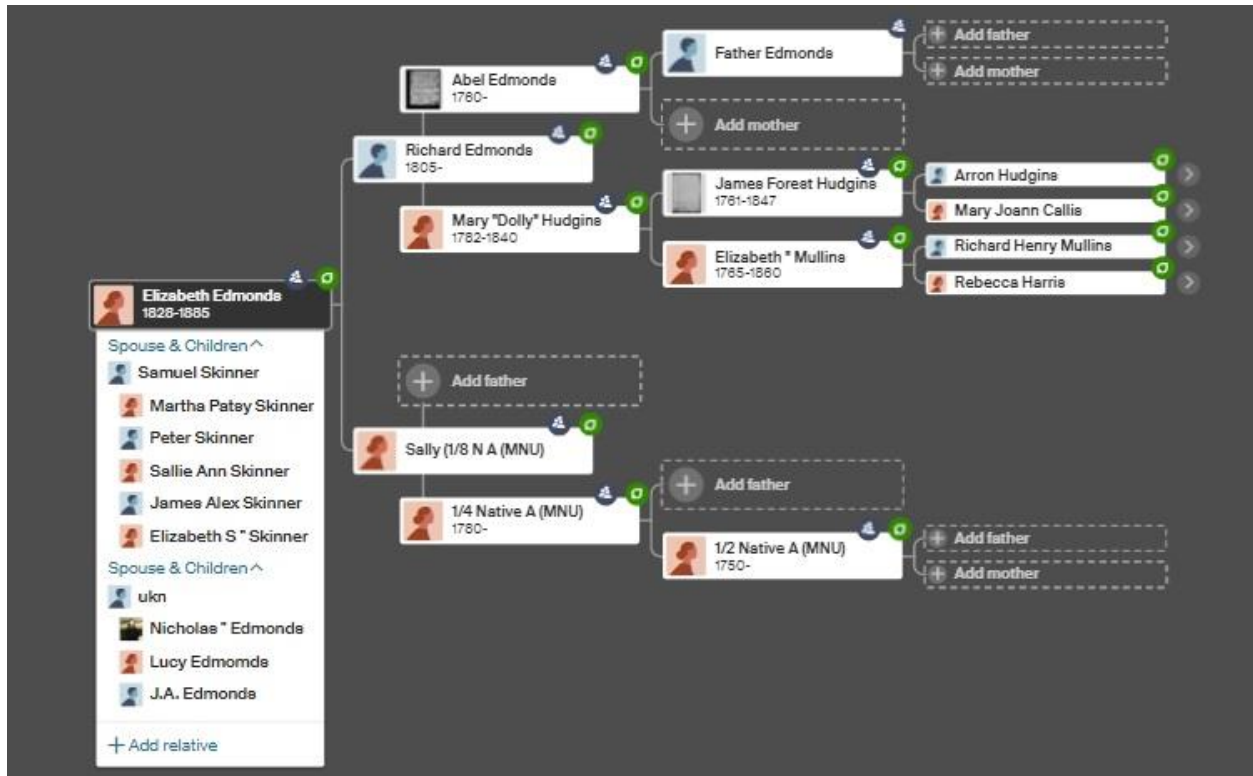 Father Edmonds
Add father
Add mother
Abel Edmonds
1760-
Add mother
Richard Edmonds
1805-
James Forest Hudgins
1761-1847
Arron Hudgins
Mary Joann Callis
Mary "Dolly" Hudgins
1782-1840
Elizabeth " Mullins
1765-1860
Richard Henry Mullins
Rebecca Harris
Elizabeth Edmonds
1828-1885
Spouse & Children
Samuel Skinner
Martha Patsy Skinner
Peter Skinner
Sallie Ann Skinner
James Alex Skinner
Elizabeth S " Skinner
Spouse & Children
ukn
Nicholas " Edmonds
Lucy Edmomds
J.A. Edmonds
+ Add relative
Add father
Sally (1/8 N A (MNU)
1/4 Native A (MNU)
1780-
Add father
1/2 Native A (MNU)
1750-
Add father
Add mother